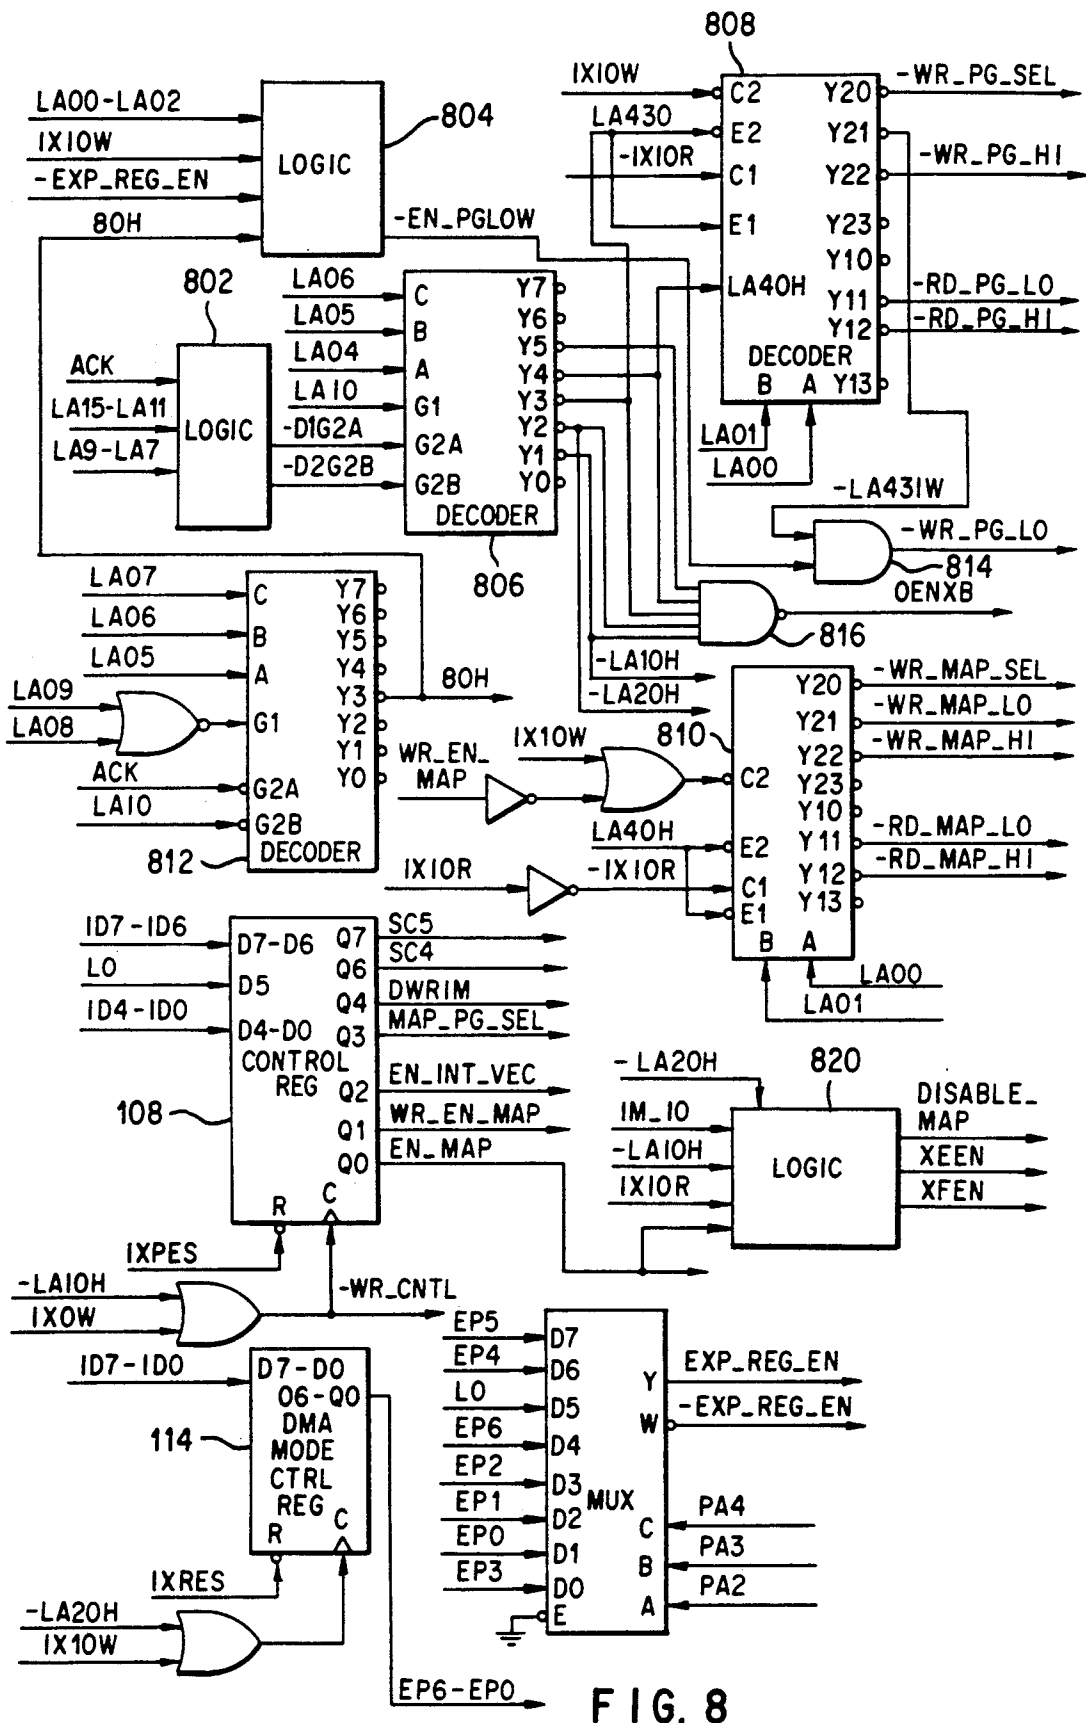 808
IXIOW
C2
Y20
-WR_PG_SEL
LA430
E2
Y21
-IXIOR
C1
Y22
-WR_PG_HI
E1
Y23
Y10
LA40H
Y11
-RD_PG_LO
Y12
-RD_PG_HI
DECODER
B A
Y13
LA01
LA00
-LA431W
LA00-LA02
IXIOW
-EXP_REG_EN
80H
LOGIC
804
-EN_PGLOW
802
ACK
LA15-LA11
LA9-LA7
LOGIC
-D1G2A
-D2G2B
LA06
LA05
LA04
LA10
C
B
A
G1
G2A
G2B
Y7
Y6
Y5
Y4
Y3
Y2
Y1
Y0
DECODER
806
-WR_PG_LO
814
OENXB
816
-LA10H
-LA20H
LA07
LA06
LA05
LA09
LA08
ACK
LA10
C
B
A
G1
G2A
G2B
Y7
Y6
Y5
Y4
Y3
Y2
Y1
Y0
DECODER
812
80H
WR_EN_
MAP
IX10W
810
LA40H
IXIOR
-IXIOR
C2
E2
C1
E1
B A
Y20
Y21
Y22
Y23
Y10
Y11
Y12
Y13
-WR_MAP_SEL
-WR_MAP_LO
-WR_MAP_HI
-RD_MAP_LO
-RD_MAP_HI
LA00
LA01
ID7-ID6
LO
ID4-ID0
D7-D6
D5
D4-D0
CONTROL
REG
108
R
C
Q7
Q6
Q4
Q3
Q2
Q1
Q0
SC5
SC4
DWRIM
MAP_PG_SEL
EN_INT_VEC
WR_EN_MAP
EN_MAP
IXPES
-LA10H
IX0W
-WR_CNTL
-LA20H
820
IM_IO
-LA10H
IXIOR
LOGIC
DISABLE_
MAP
XEEN
XFEN
ID7-ID0
D7-D0
O6-Q0
DMA
MODE
CTRL
REG
114
R
C
IXRES
-LA20H
IX10W
EP6-EP0
EP5
EP4
LO
EP6
EP2
EP1
EP0
EP3
D7
D6
D5
D4
D3
D2
D1
D0
E
MUX
Y
W
C
B
A
EXP_REG_EN
-EXP_REG_EN
PA4
PA3
PA2
FIG. 8